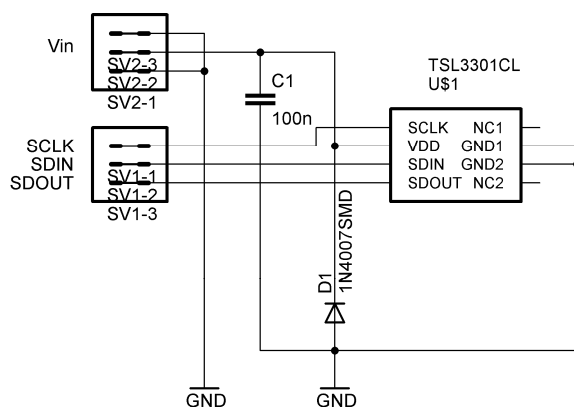 Vin
SV2-3
SV2-2
SV2-1
C1
100n
TSL3301CL
U$1
SCLK
SDIN
SDOUT
SV1-1
SV1-2
SV1-3
SCLK NC1
VDD GND1
SDIN GND2
SDOUT NC2
D1
1N4007SMD
GND
GND